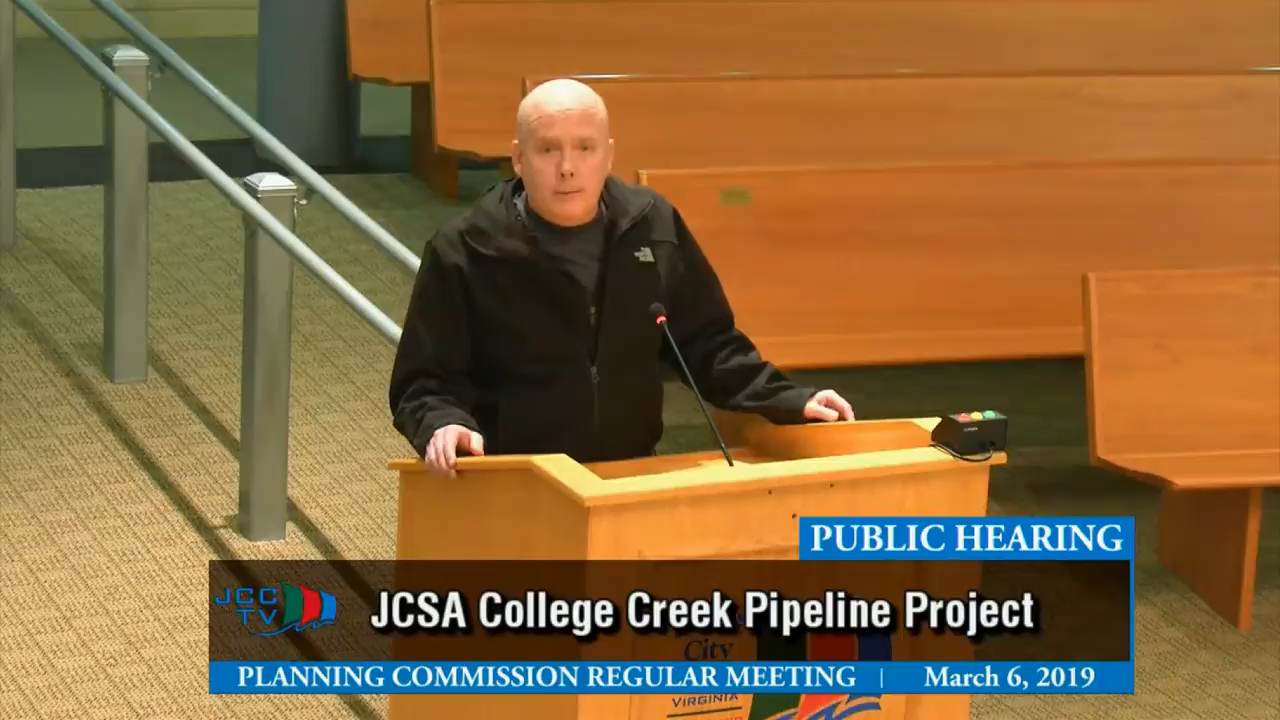 PUBLIC HEARING
JCC
TV
JCSA College Creek Pipeline Project
City
PLANNING COMMISSION REGULAR MEETING | March 6, 2019
VIRGINIA